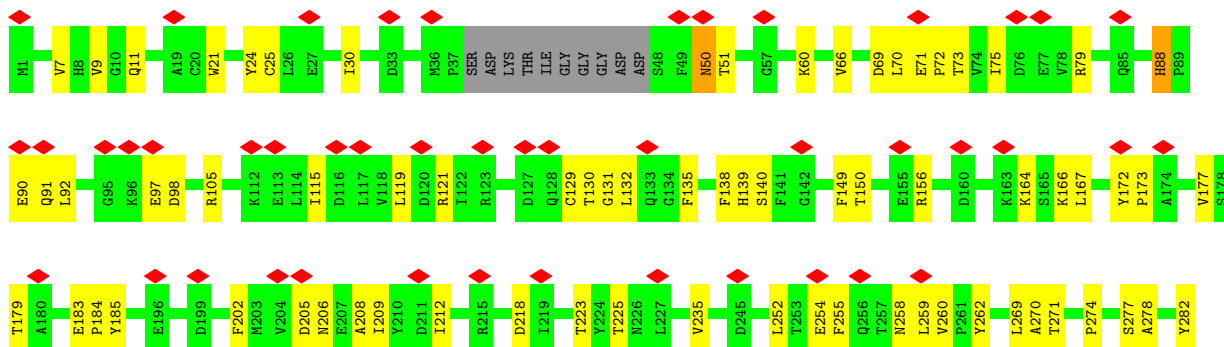 M1 V7 H8 V9 G10 Q11 A19 C20 W21 Y24 C25 L26 E27 I30 D33 M36 P37 SER ASP LYS THR ILE GLY GLY GLY ASP ASP S48 F49 N50 T51 G57 K60 V66 D69 L70 E71 P72 T73 V74 I75 D76 E77 V78 R79 Q85 H88 P89
E90 Q91 L92 G95 K96 E97 D98 R105 K112 E113 L114 I115 D116 L117 V118 L119 D120 R121 I122 R123 D127 Q128 C129 T130 G131 L132 Q133 G134 F135 F138 H139 S140 F141 G142 F149 T150 E155 R156 D160 K163 K164 S165 K166 L167 Y172 P173 A174 V177 S178
T179 A180 E183 P184 Y185 E196 D199 F202 M203 V204 D205 N206 E207 A208 I209 Y210 D211 I212 R215 D218 I219 T223 Y224 T225 N226 L227 V235 D245 L252 T253 E254 F255 Q256 T257 N258 L259 V260 P261 Y262 L269 A270 T271 P274 S277 A278 Y282